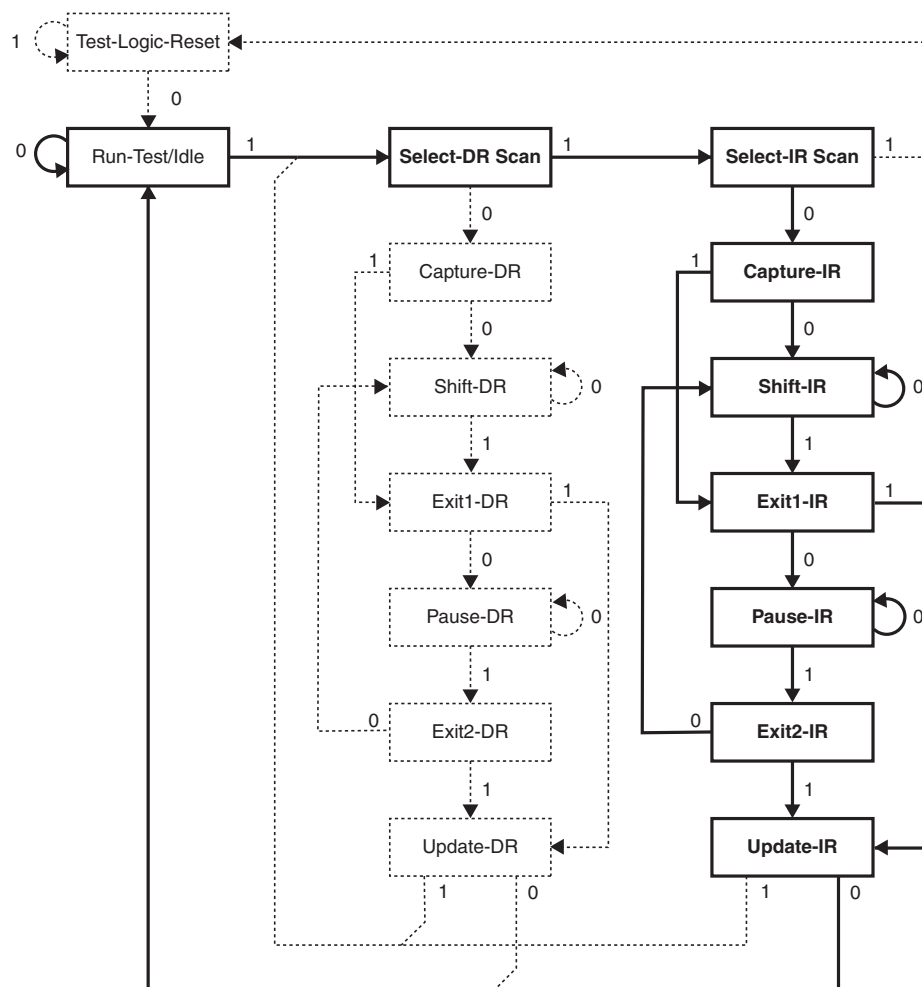 1 Test-Logic-Reset
0
0 Run-Test/Idle 1 Select-DR Scan 1 Select-IR Scan 1
0 0
1 Capture-DR 1 Capture-IR
0 0
Shift-DR 0 Shift-IR 0
1 1
Exit1-DR 1 Exit1-IR 1
0 0
Pause-DR 0 Pause-IR 0
1 1
0 Exit2-DR 0 Exit2-IR
1 1
Update-DR Update-IR
1 0 1 0